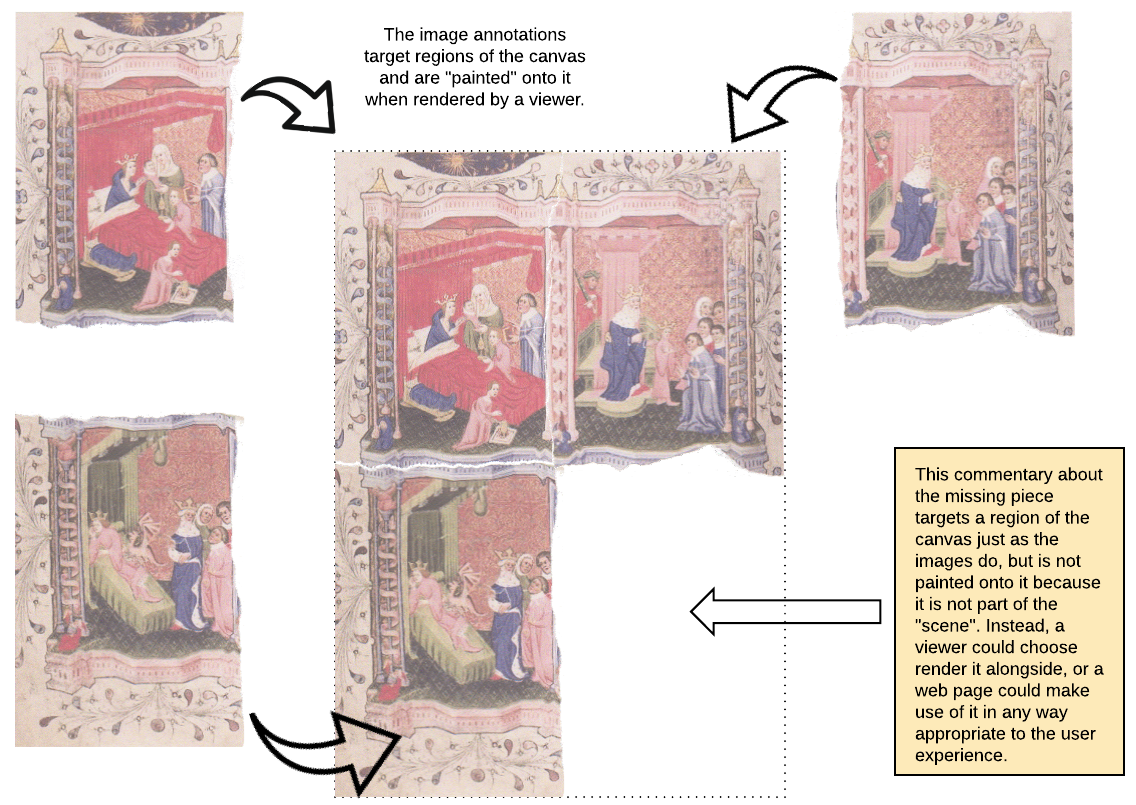 The image annotations
target regions of the canvas
and are "painted" onto it
when rendered by a viewer.
This commentary about
the missing piece
targets a region of the
canvas just as the
images do, but is not
painted onto it because
it is not part of the
"scene". Instead, a
viewer could choose
render it alongside, or a
web page could make
use of it in any way
appropriate to the user
experience.